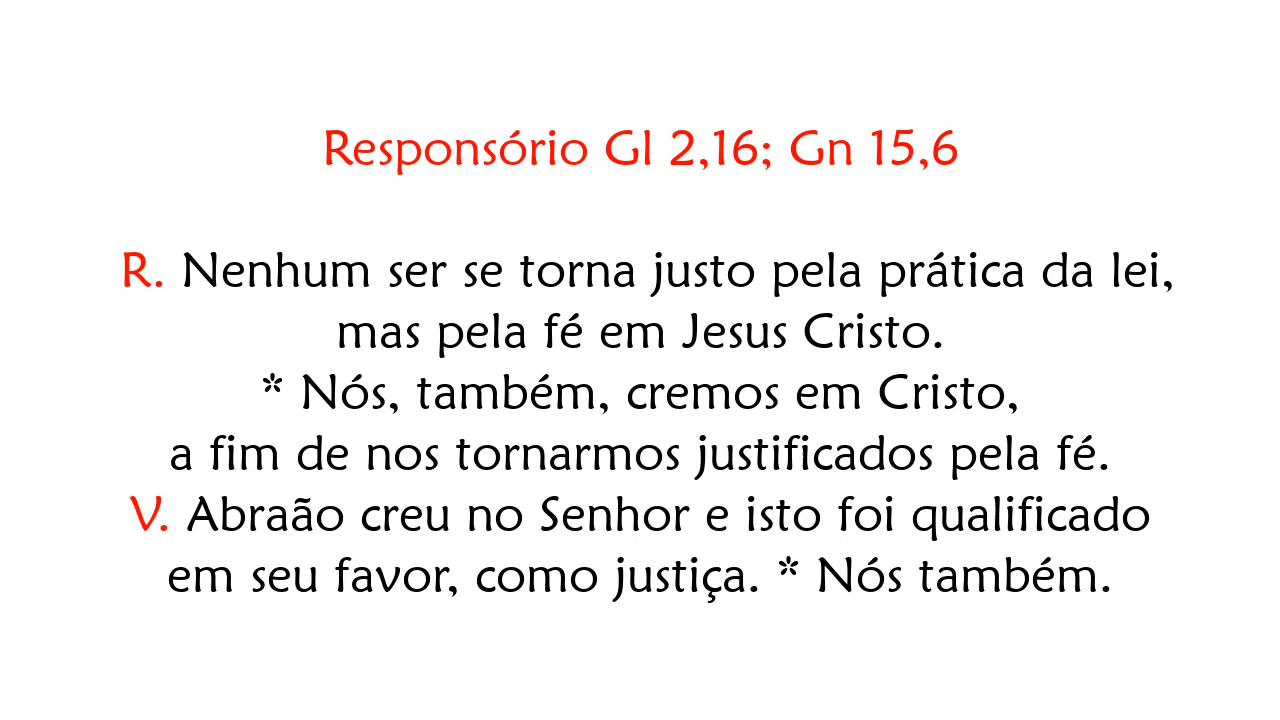 Responsório Gl 2,16; Gn 15,6
R. Nenhum ser se torna justo pela prática da lei,
mas pela fé em Jesus Cristo.
* Nós, também, cremos em Cristo,
a fim de nos tornarmos justificados pela fé.
V. Abraão creu no Senhor e isto foi qualificado
em seu favor, como justiça. * Nós também.